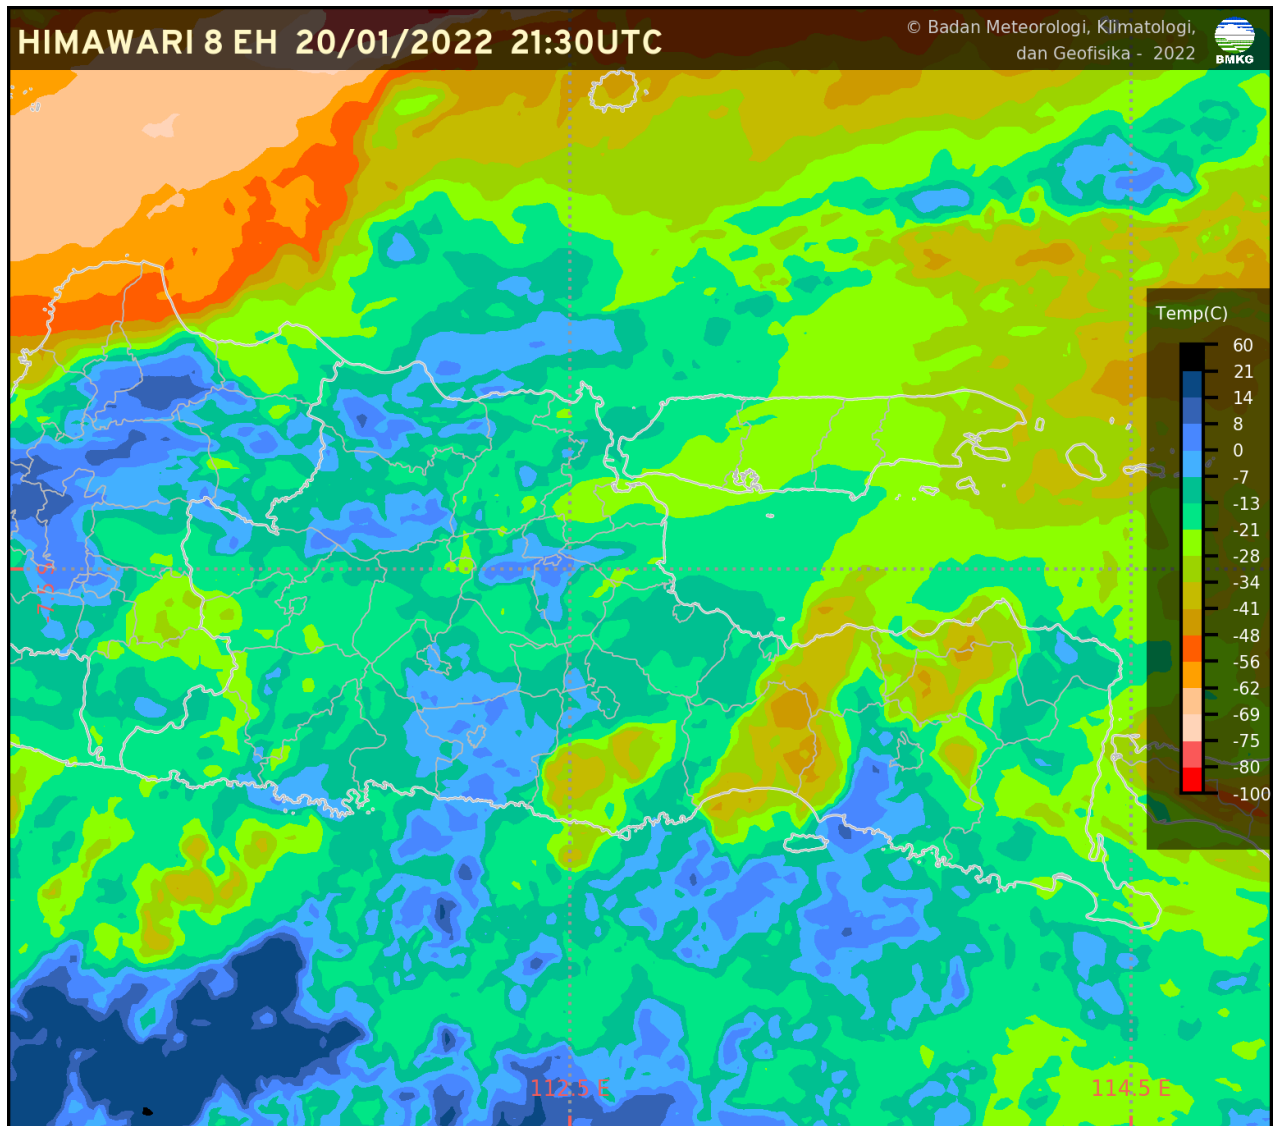 HIMAWARI 8 EH 20/01/2022 21:30UTC
© Badan Meteorologi, Klimatologi,
dan Geofisika - 2022
BMKG
Temp(C)
60
21
14
8
0
-7
-13
-21
-28
-34
-41
-48
-56
-62
-69
-75
-80
-100
-7.5 S
112.5 E
114.5 E